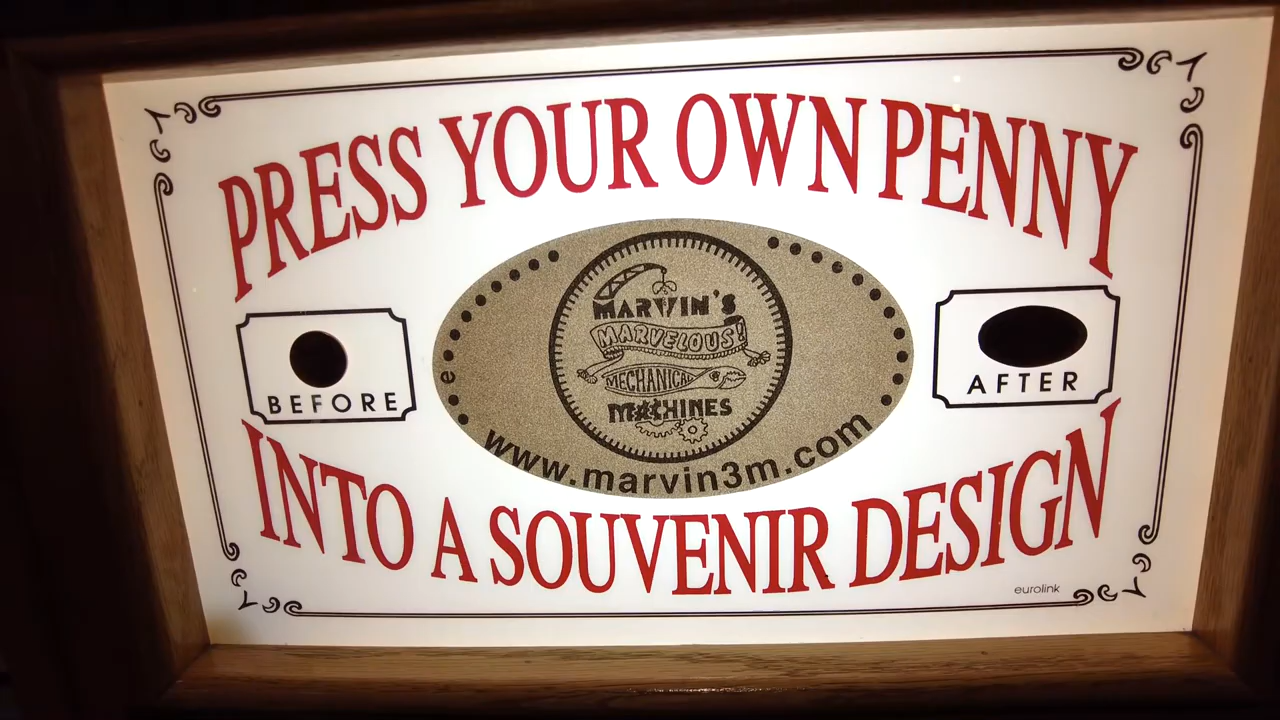 PRESS YOUR OWN PENNY
MARVIN'S
MARVELOUS!
MECHANICAL
MACHINES
www.marvin3m.com
BEFORE
AFTER
INTO A SOUVENIR DESIGN
eurolink